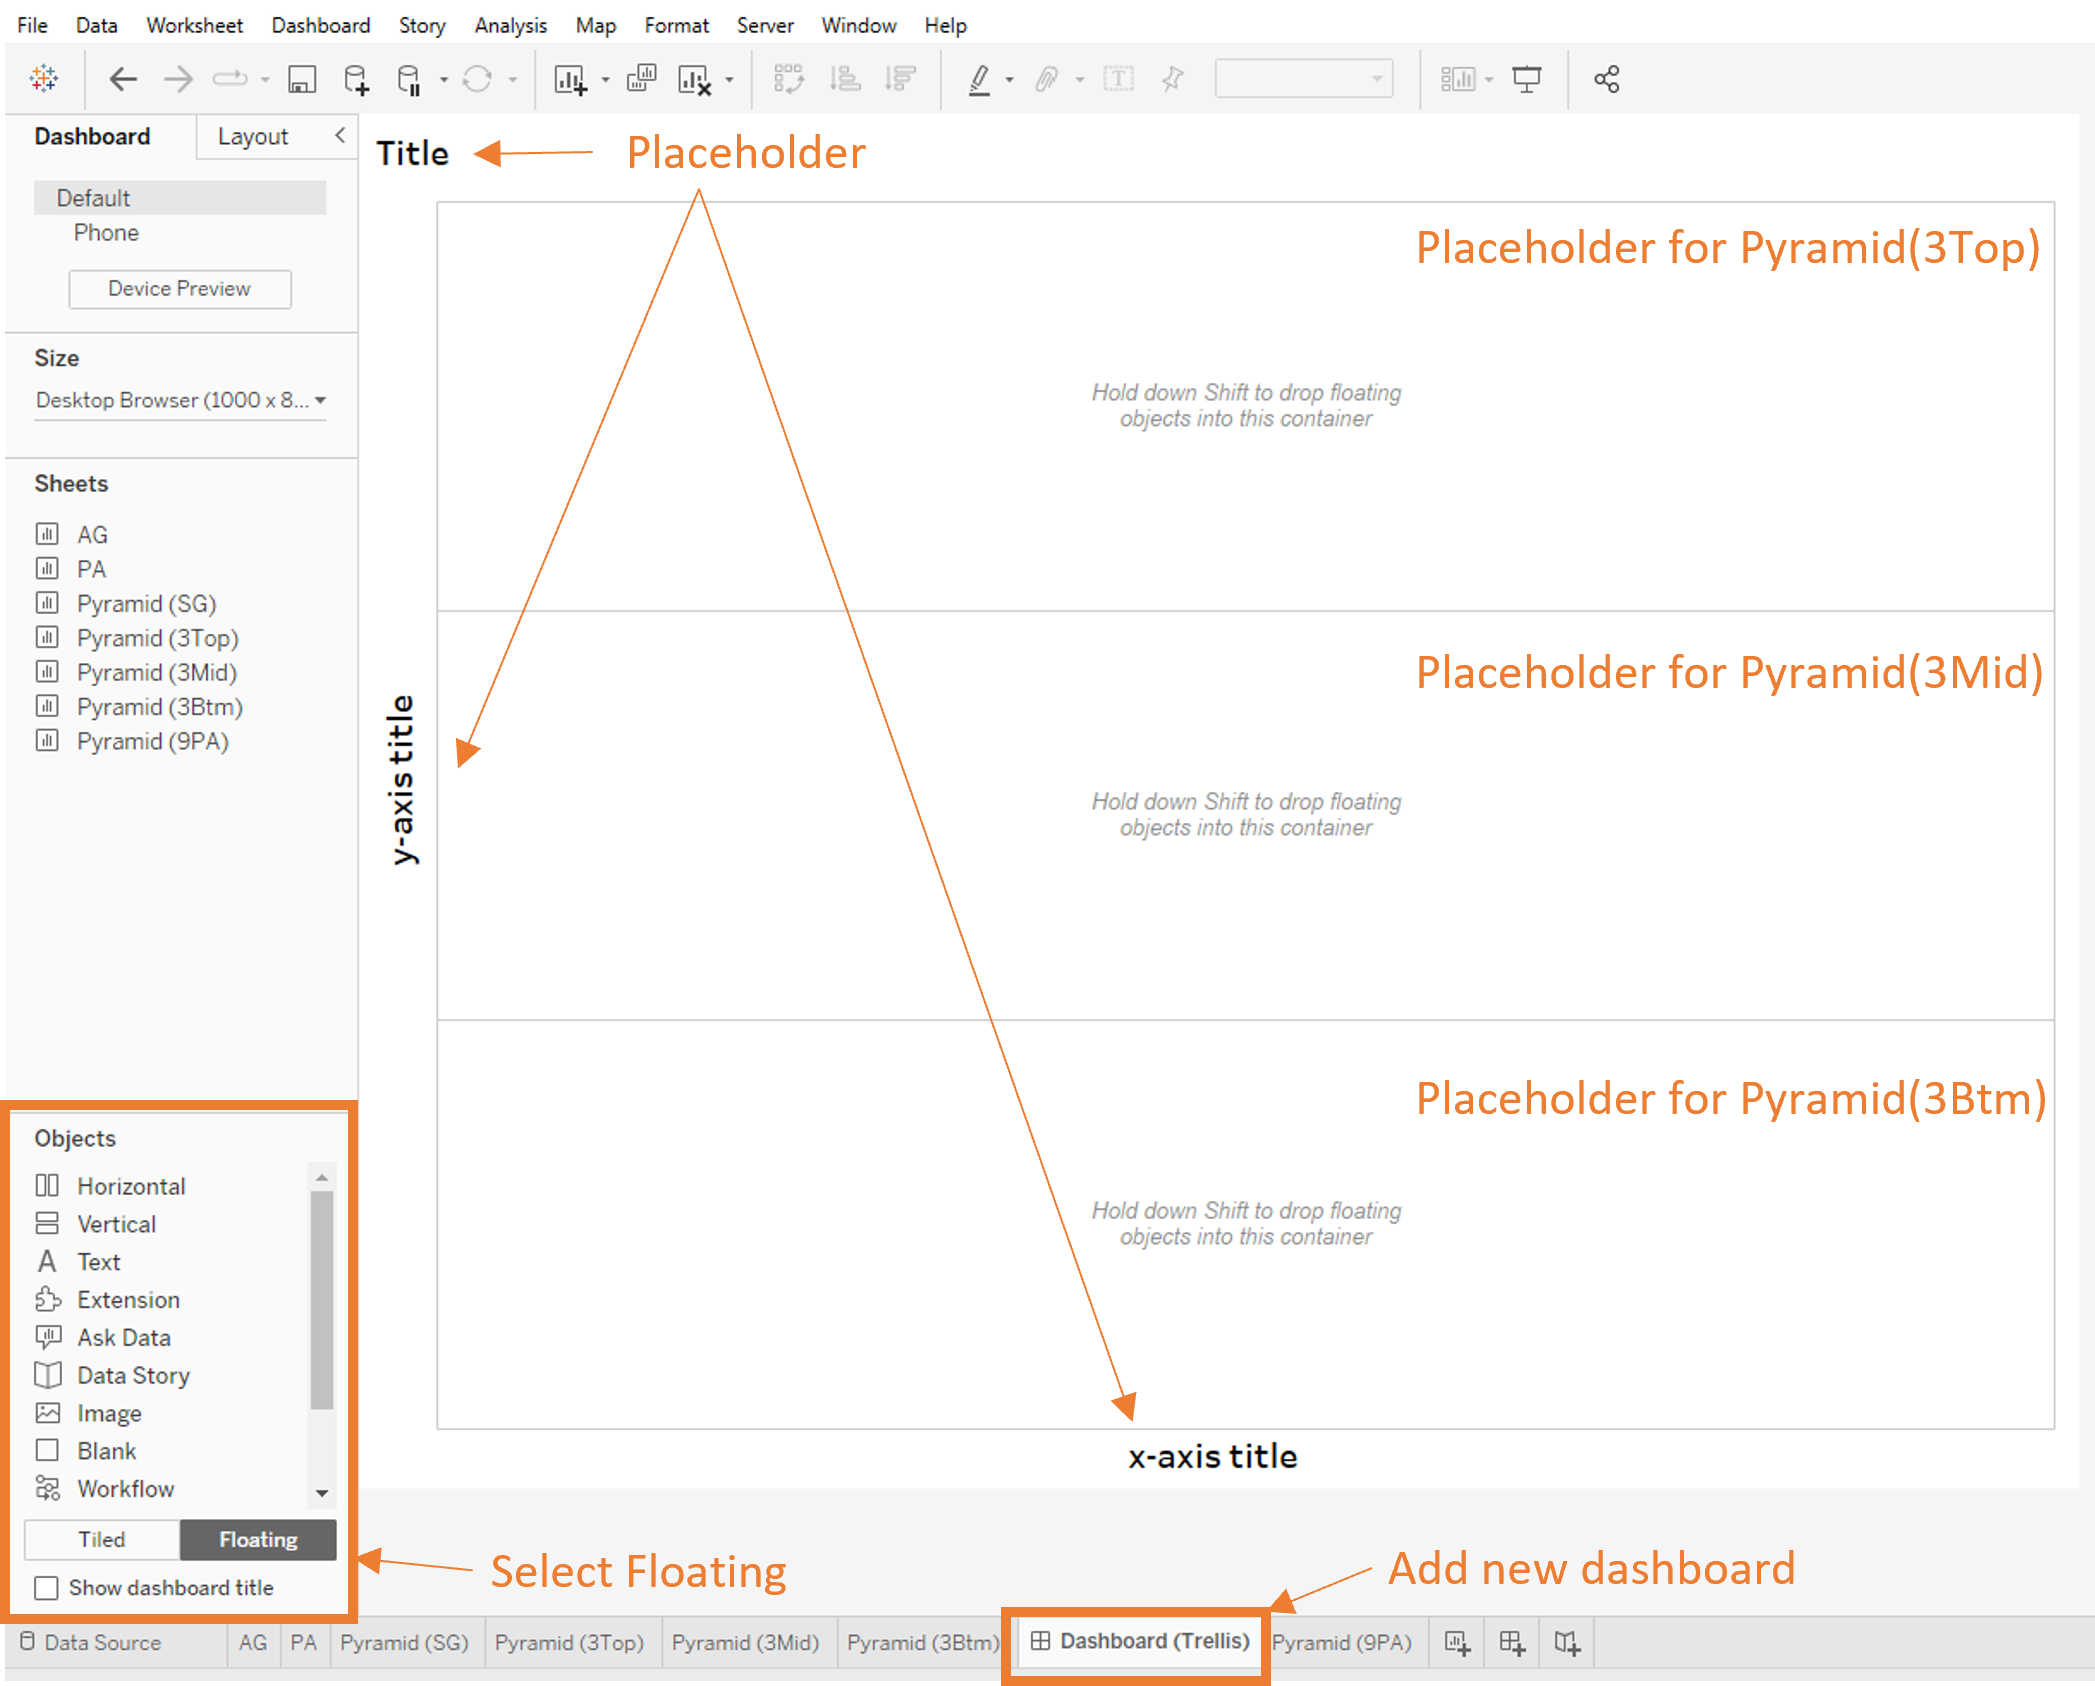 File Data Worksheet Dashboard Story Analysis Map Format Server Window Help
Dashboard Layout
Default
Phone
Device Preview
Size
Desktop Browser (1000 x 8...
Sheets
AG
PA
Pyramid (SG)
Pyramid (3Top)
Pyramid (3Mid)
Pyramid (3Btm)
Pyramid (9PA)
Objects
Horizontal
Vertical
A Text
Extension
Ask Data
Data Story
Image
Blank
Workflow
Tiled Floating
Show dashboard title
Title
Placeholder
Placeholder for Pyramid(3Top)
Hold down Shift to drop floating
objects into this container
Placeholder for Pyramid(3Mid)
y-axis title
Hold down Shift to drop floating
objects into this container
Placeholder for Pyramid(3Btm)
Hold down Shift to drop floating
objects into this container
x-axis title
Select Floating
Add new dashboard
Data Source AG PA Pyramid (SG) Pyramid (3Top) Pyramid (3Mid) Pyramid (3Btm) Dashboard (Trellis) Pyramid (9PA)